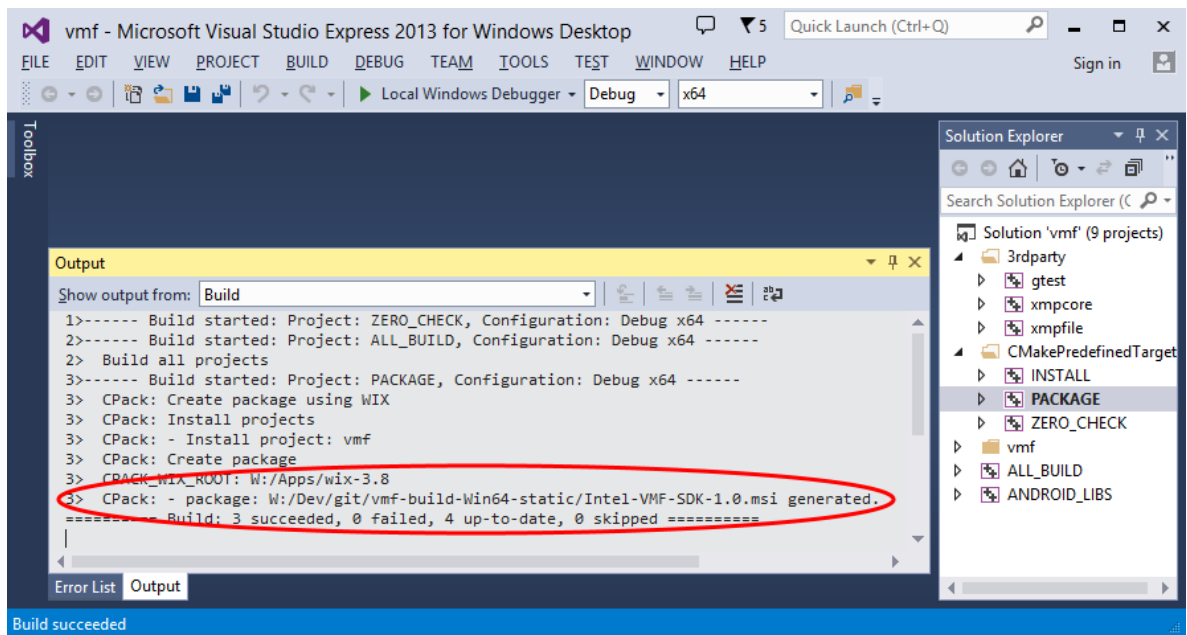 vmf - Microsoft Visual Studio Express 2013 for Windows Desktop
5
Quick Launch (Ctrl+Q)
FILE EDIT VIEW PROJECT BUILD DEBUG TEAM TOOLS TEST WINDOW HELP
Sign in
Local Windows Debugger Debug x64
Toolbox
Output
Show output from: Build
1>------ Build started: Project: ZERO_CHECK, Configuration: Debug x64 ------
2>------ Build started: Project: ALL_BUILD, Configuration: Debug x64 ------
2> Build all projects
3>------ Build started: Project: PACKAGE, Configuration: Debug x64 ------
3> CPack: Create package using WIX
3> CPack: Install projects
3> CPack: - Install project: vmf
3> CPack: Create package
3> CPACK_WIX_ROOT: W:/Apps/wix-3.8
3> CPack: - package: W:/Dev/git/vmf-build-Win64-static/Intel-VMF-SDK-1.0.msi generated.
========== Build: 3 succeeded, 0 failed, 4 up-to-date, 0 skipped ==========
Error List Output
Solution Explorer
Search Solution Explorer (C
Solution 'vmf' (9 projects)
3rdparty
gtest
xmpcore
xmpfile
CMakePredefinedTarget
INSTALL
PACKAGE
ZERO_CHECK
vmf
ALL_BUILD
ANDROID_LIBS
Build succeeded